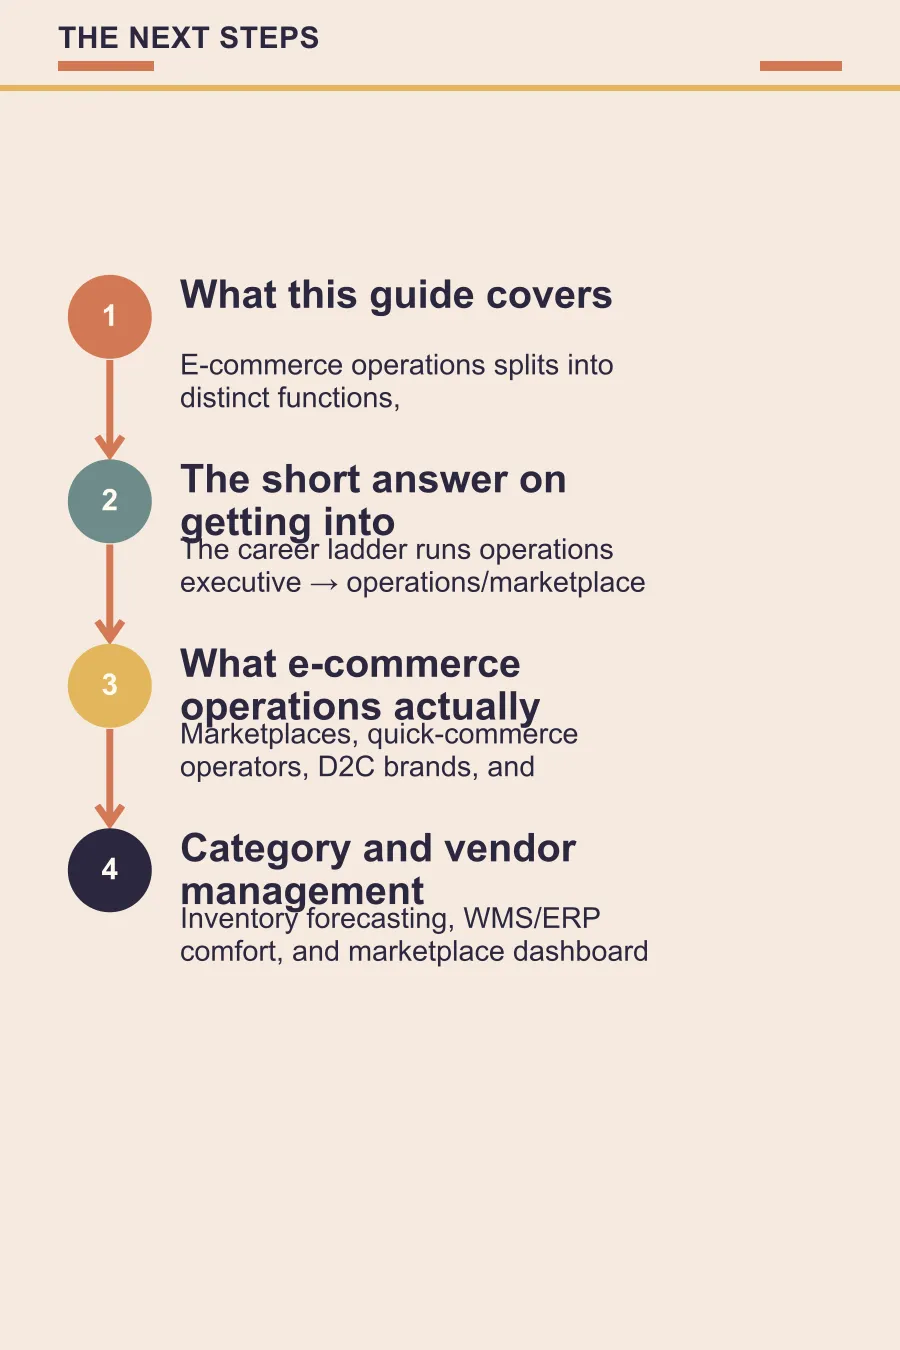 THE NEXT STEPS
1
What this guide covers
E-commerce operations splits into
distinct functions,
2
The short answer on
getting into
The career ladder runs operations
executive → operations/marketplace
3
What e-commerce
operations actually
Marketplaces, quick-commerce
operators, D2C brands, and
4
Category and vendor
management
Inventory forecasting, WMS/ERP
comfort, and marketplace dashboard